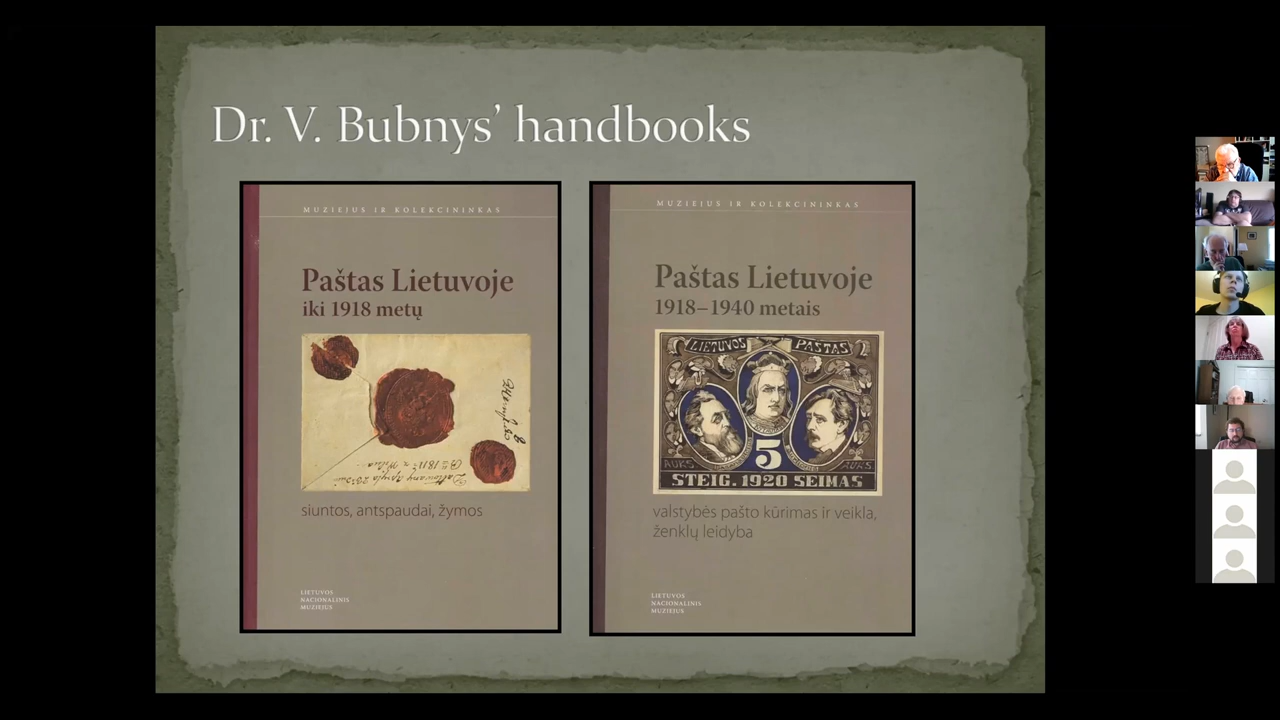 Dr. V. Bubnys’ handbooks
MUZIEJUS IR KOLEKCININKAS
Paštas Lietuvoje
iki 1918 metų
siuntos, antspaudai, žymos
LIETUVOS
NACIONALINIS
MUZIEJUS
MUZIEJUS IR KOLEKCININKAS
Paštas Lietuvoje
1918–1940 metais
LIETUVOS PAŠTAS
5
AUKS AUKS
STEIG. 1920 SEIMAS
valstybės pašto kūrimas ir veikla,
ženklų leidyba
LIETUVOS
NACIONALINIS
MUZIEJUS